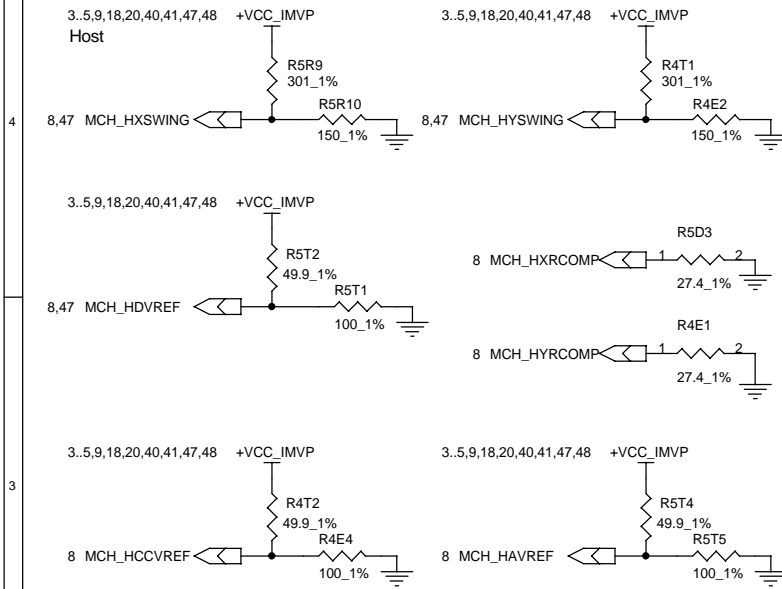 3..5,9,18,20,40,41,47,48 +VCC_IMVP
Host
R5R9
301_1%
R5R10
8,47 MCH_HXSWING
150_1%
3..5,9,18,20,40,41,47,48 +VCC_IMVP
R4T1
301_1%
R4E2
8,47 MCH_HYSWING
150_1%
4
3..5,9,18,20,40,41,47,48 +VCC_IMVP
R5T2
49.9_1%
R5T1
8,47 MCH_HDVREF
100_1%
R5D3
8 MCH_HXRCOMP 1 2
27.4_1%
R4E1
8 MCH_HYRCOMP 1 2
27.4_1%
3
3..5,9,18,20,40,41,47,48 +VCC_IMVP
R4T2
49.9_1%
R4E4
8 MCH_HCCVREF
100_1%
3..5,9,18,20,40,41,47,48 +VCC_IMVP
R5T4
49.9_1%
R5T5
8 MCH_HAVREF
100_1%